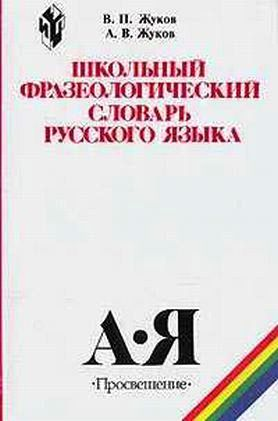 В. П. Жуков
А. В. Жуков
ШКОЛЬНЫЙ
ФРАЗЕОЛОГИЧЕСКИЙ
СЛОВАРЬ
РУССКОГО ЯЗЫКА
А·Я
·Просвещение·